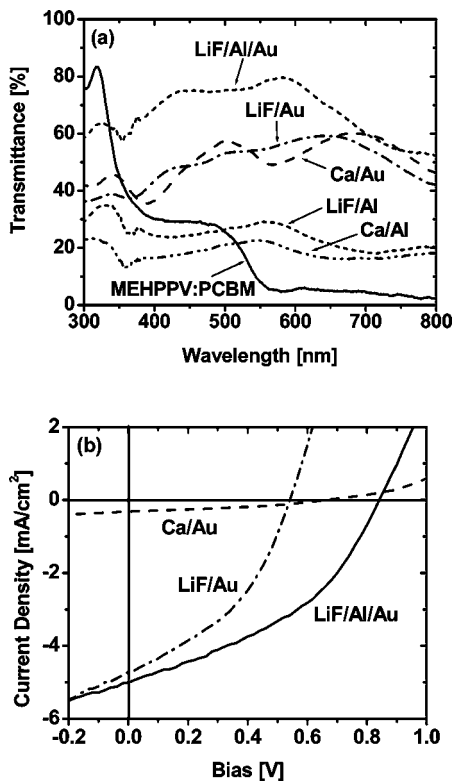 (a)
100
80
60
40
20
0
Transmittance [%]
LiF/Al/Au
LiF/Au
Ca/Au
LiF/Al
Ca/Al
MEHPPV:PCBM
300 400 500 600 700 800
Wavelength [nm]
(b)
2
0
-2
-4
-6
Current Density [mA/cm²]
Ca/Au
LiF/Au
LiF/Al/Au
-0.2 0.0 0.2 0.4 0.6 0.8 1.0
Bias [V]